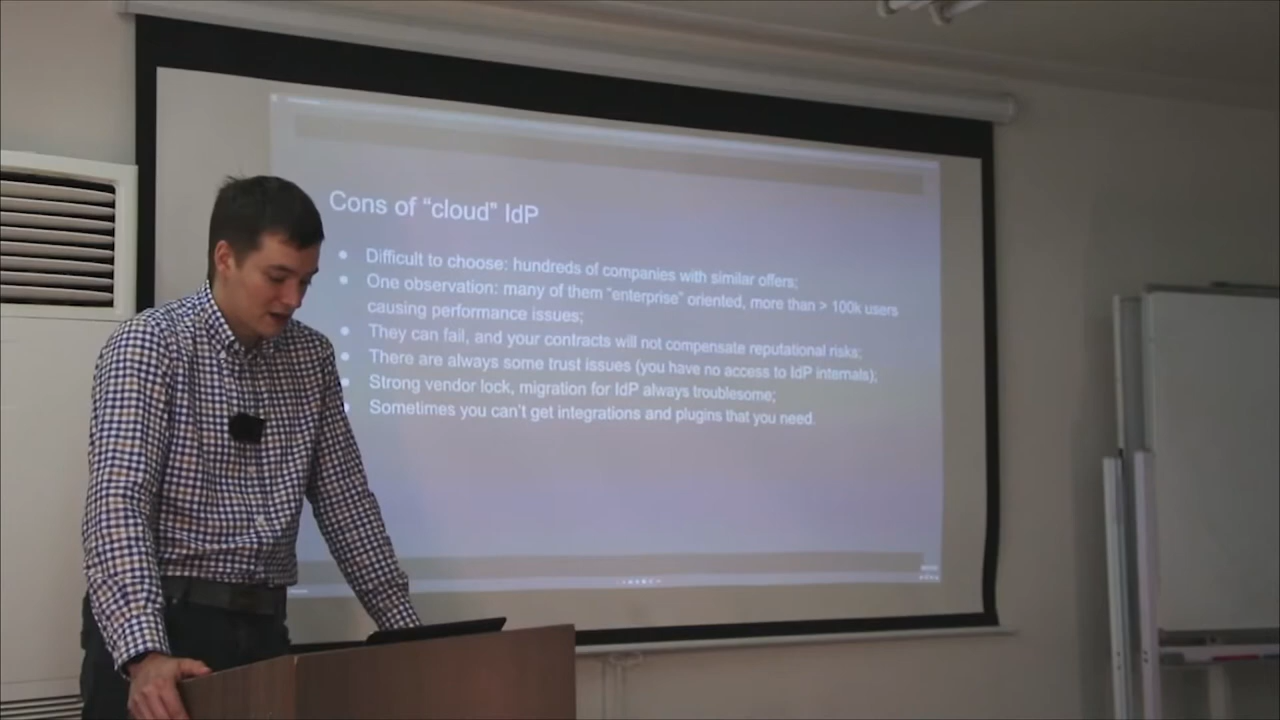 Cons of “cloud” IdP
● Difficult to choose: hundreds of companies with similar offers;
● One observation: many of them “enterprise” oriented, more than > 100k users
causing performance issues;
● They can fail, and your contracts will not compensate reputational risks;
● There are always some trust issues (you have no access to IdP internals);
● Strong vendor lock, migration for IdP always troublesome;
● Sometimes you can’t get integrations and plugins that you need.